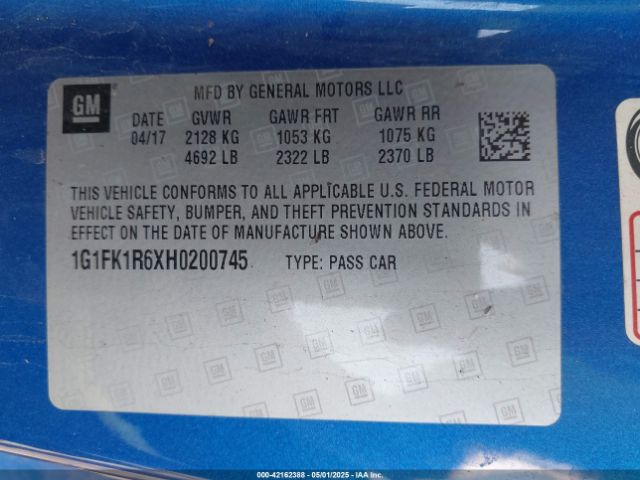 GM
MFD BY GENERAL MOTORS LLC
DATE GVWR GAWR FRT GAWR RR
04/17 2128 KG 1053 KG 1075 KG
4692 LB 2322 LB 2370 LB
THIS VEHICLE CONFORMS TO ALL APPLICABLE U.S. FEDERAL MOTOR
VEHICLE SAFETY, BUMPER, AND THEFT PREVENTION STANDARDS IN
EFFECT ON THE DATE OF MANUFACTURE SHOWN ABOVE.
1G1FK1R6XH0200745 TYPE: PASS CAR
000-42162388 - 05/01/2025 - IAAI, Inc.